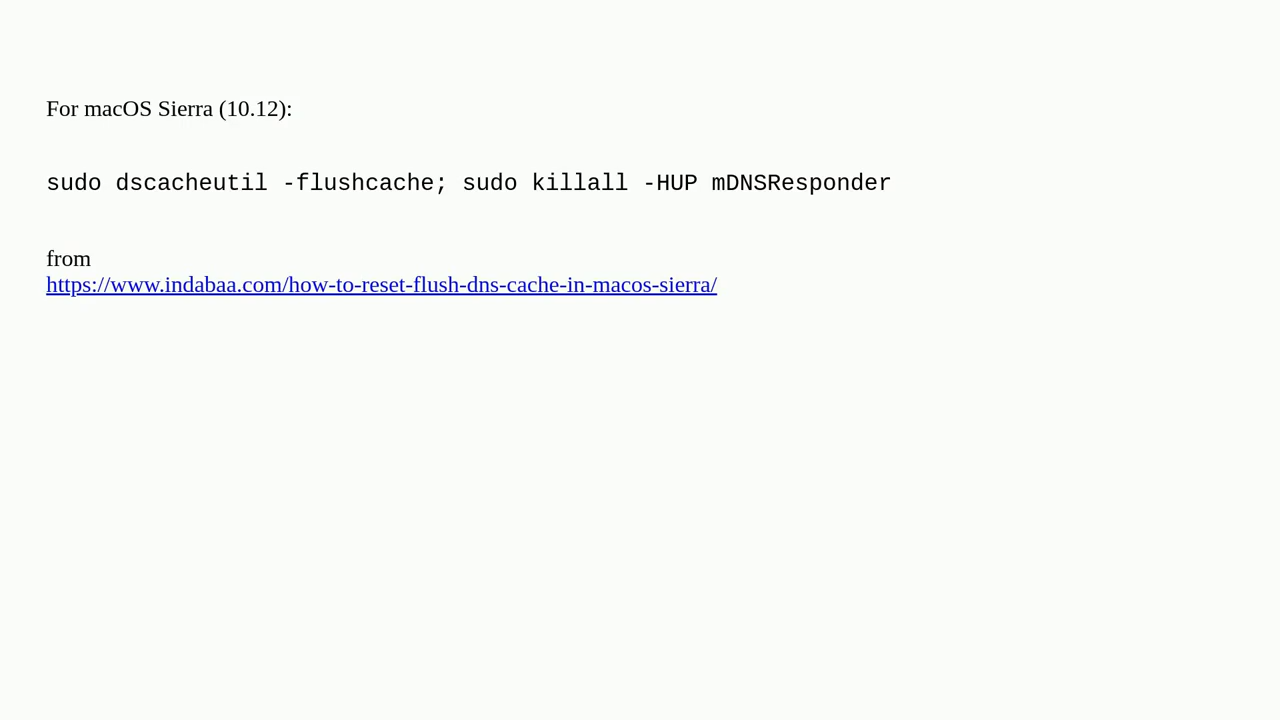 For macOS Sierra (10.12):
sudo dscacheutil -flushcache; sudo killall -HUP mDNSResponder
from
https://www.indabaa.com/how-to-reset-flush-dns-cache-in-macos-sierra/